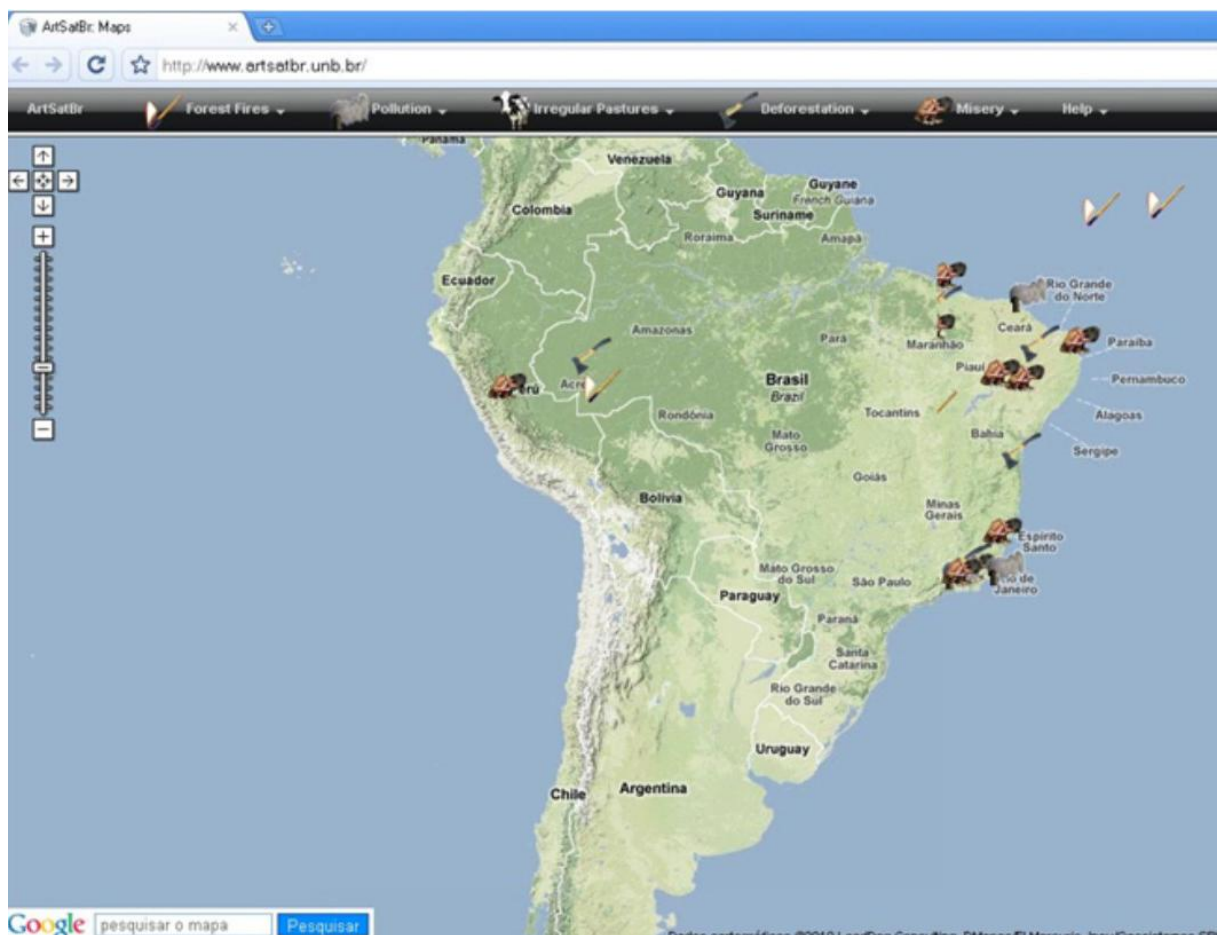 ArtSatBr: Maps
http://www.artsatbr.unb.br/
ArtSatBr Forest Fires Pollution Irregular Pastures Deforestation Misery Help
Panama
Venezuela
Guyana
Guyane
French Guiana
Suriname
Colombia
Roraima
Amapá
Ecuador
Rio Grande
do Norte
Amazonas
Pará
Maranhão
Ceará
Paraíba
Piauí
Acre
Brasil
Brazil
Pernambuco
Rondônia
Tocantins
Alagoas
Mato
Grosso
Bahia
Sergipe
Goiás
Bolivia
Minas
Gerais
Espírito
Santo
Mato Grosso
do Sul
São Paulo
Rio de
Janeiro
Paraguay
Paraná
Santa
Catarina
Rio Grande
do Sul
Uruguay
Chile
Argentina
Google pesquisar o mapa Pesquisar